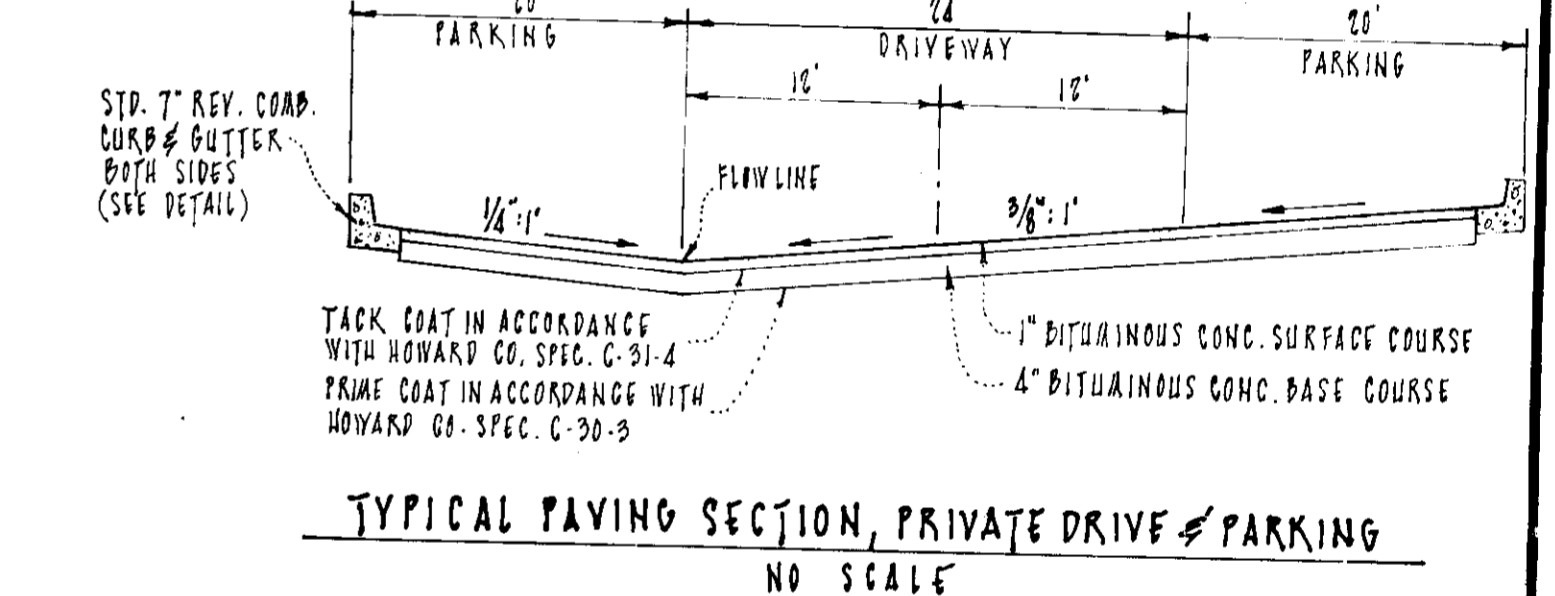 20'
24'
20'
PARKING
DRIVEWAY
PARKING
12'
12'
STD. 7" REV. COMB.
CURB & GUTTER
BOTH SIDES
(SEE DETAIL)
FLOW LINE
1/4":1'
3/8":1'
TACK COAT IN ACCORDANCE
WITH HOWARD CO. SPEC. C-31-4
PRIME COAT IN ACCORDANCE WITH
HOWARD CO. SPEC. C-30-3
1" BITUMINOUS CONC. SURFACE COURSE
4" BITUMINOUS CONC. BASE COURSE
TYPICAL PAVING SECTION, PRIVATE DRIVE & PARKING
NO SCALE